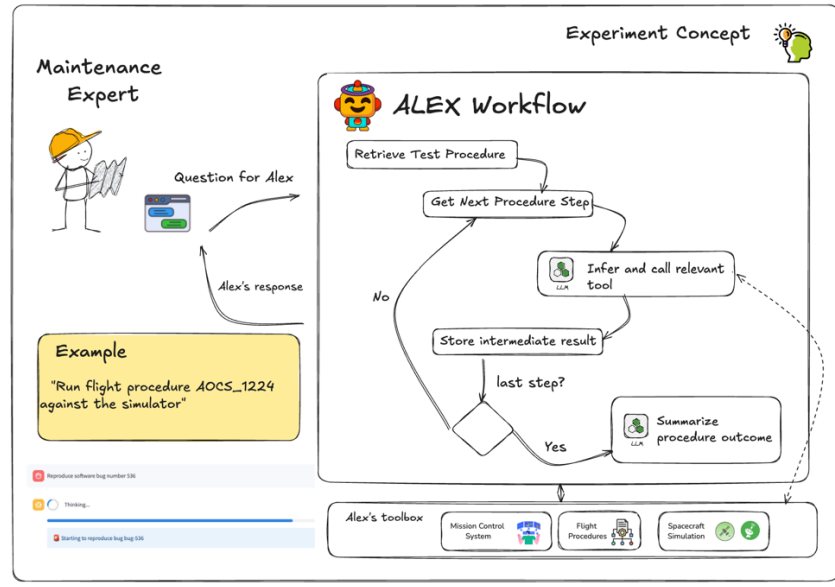 Experiment Concept
Maintenance
Expert
ALEX Workflow
Retrieve Test Procedure
Question for Alex
Get Next Procedure Step
LLM
Infer and call relevant
tool
Alex's response
No
Store intermediate result
Example
"Run flight procedure AOCS_1224
against the simulator"
last step?
Yes
LLM
Summarize
procedure outcome
Reproduce software bug number 536
Thinking...
Starting to reproduce bug bug 536
Alex's toolbox
Mission Control
System
Flight
Procedures
Spacecraft
Simulation